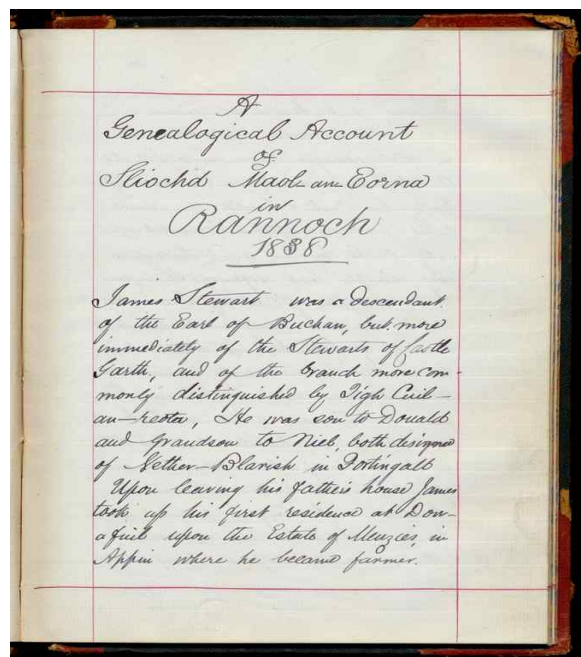 A
Genealogical Account
of
Sliochd Maol-an-Eorna
in
Rannoch
1838
James Stewart was a descendant
of the Earl of Buchan, but more
immediately of the Stewarts of Castle
Garth, and of the branch more com-
monly distinguished by Tigh Cuil-
an-reota, He was son to Donald
and Grandson to Niel, both designed
of Nether-Blarish in Fortingall
Upon leaving his father's house James
took up his first residence at Don-
a fuil upon the Estate of Menzies, in
Appin where he became farmer.